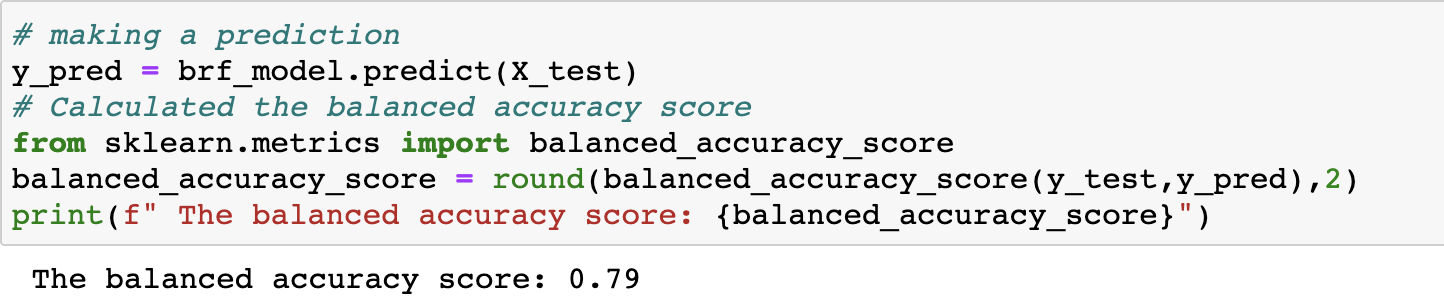 # making a prediction
y_pred = brf_model.predict(X_test)
# Calculated the balanced accuracy score
from sklearn.metrics import balanced_accuracy_score
balanced_accuracy_score = round(balanced_accuracy_score(y_test,y_pred),2)
print(f" The balanced accuracy score: {balanced_accuracy_score}")
The balanced accuracy score: 0.79